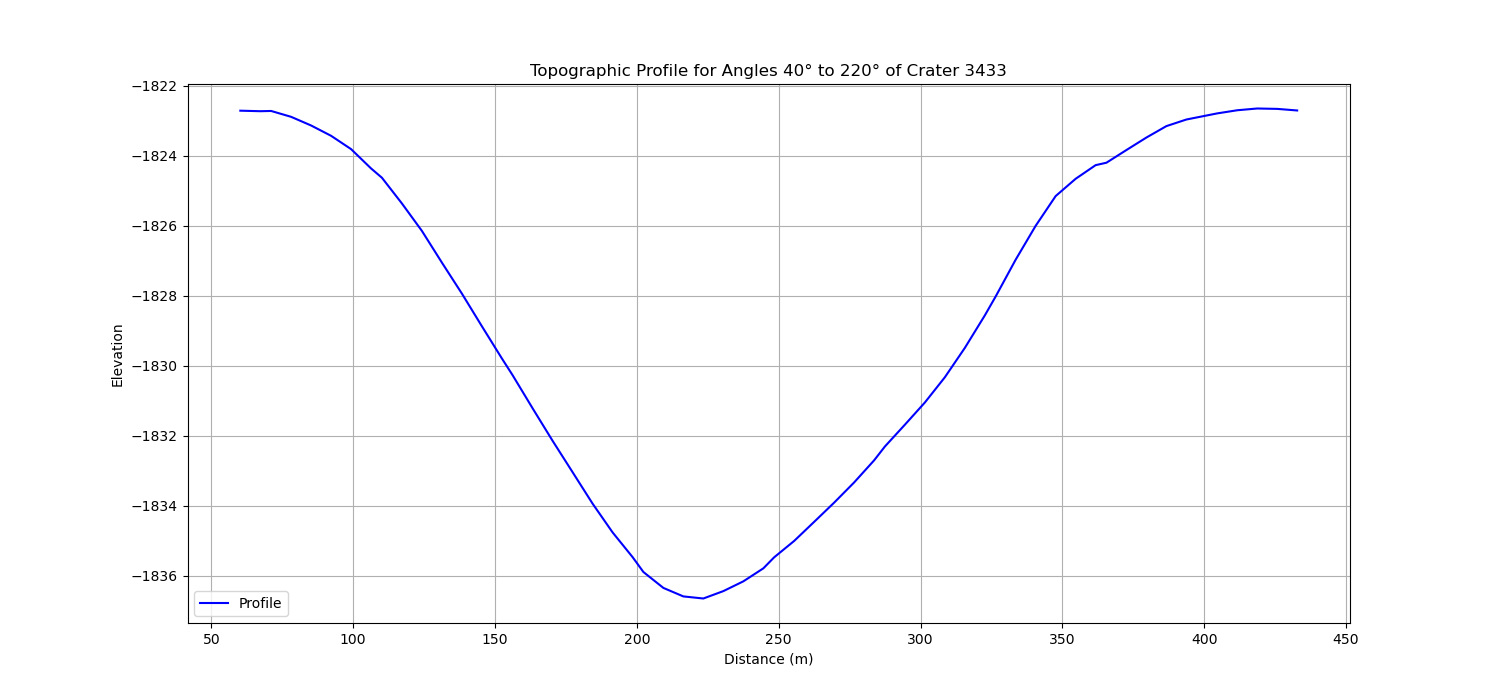 Topographic Profile for Angles 40° to 220° of Crater 3433
−1822
−1824
−1826
−1828
−1830
−1832
−1834
−1836
Elevation
Profile
50 100 150 200 250 300 350 400 450
Distance (m)